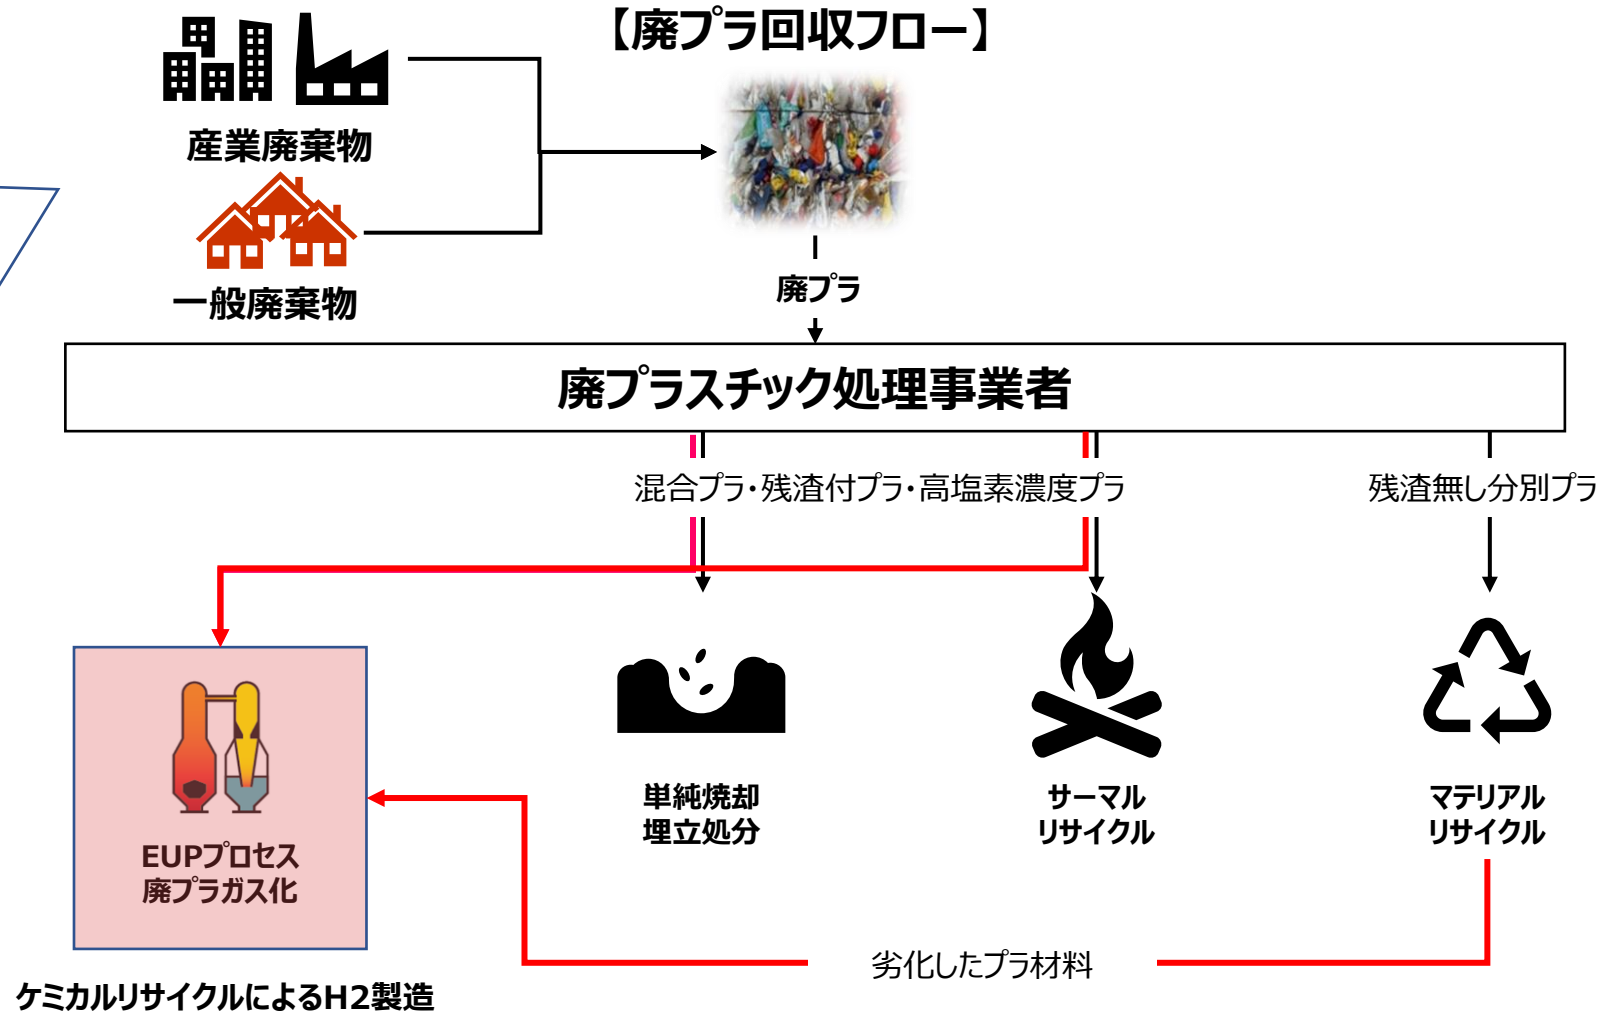 【廃プラ回収フロー】
産業廃棄物
一般廃棄物
廃プラ
廃プラスチック処理事業者
混合プラ・残渣付プラ・高塩素濃度プラ
残渣無し分別プラ
単純焼却
埋立処分
サーマル
リサイクル
マテリアル
リサイクル
EUPプロセス
廃プラガス化
劣化したプラ材料
ケミカルリサイクルによるH2製造